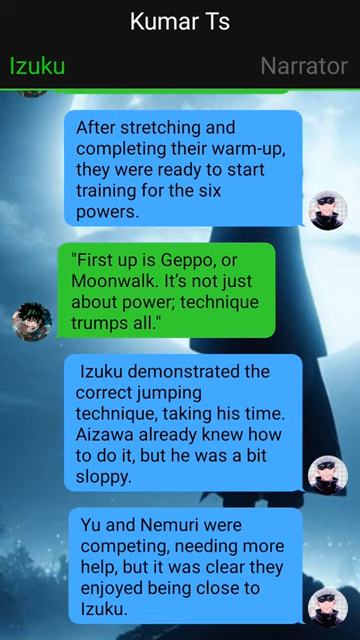 Kumar Ts
Izuku Narrator
After stretching and
completing their warm-up,
they were ready to start
training for the six
powers.
"First up is Geppo, or
Moonwalk. It's not just
about power; technique
trumps all."
Izuku demonstrated the
correct jumping
technique, taking his time.
Aizawa already knew how
to do it, but he was a bit
sloppy.
Yu and Nemuri were
competing, needing more
help, but it was clear they
enjoyed being close to
Izuku.